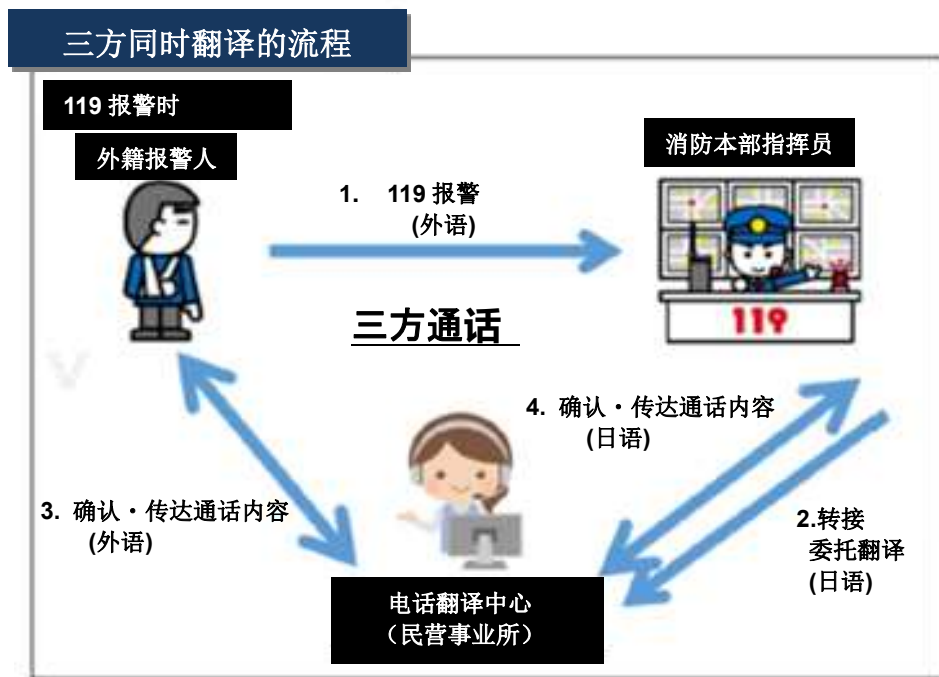 三方同时翻译的流程
119 报警时
外籍报警人
消防本部指挥员
1. 119 报警
(外语)
119
三方通话
4. 确认・传达通话内容
(日语)
3. 确认・传达通话内容
(外语)
2.转接
委托翻译
(日语)
电话翻译中心
（民营事业所）